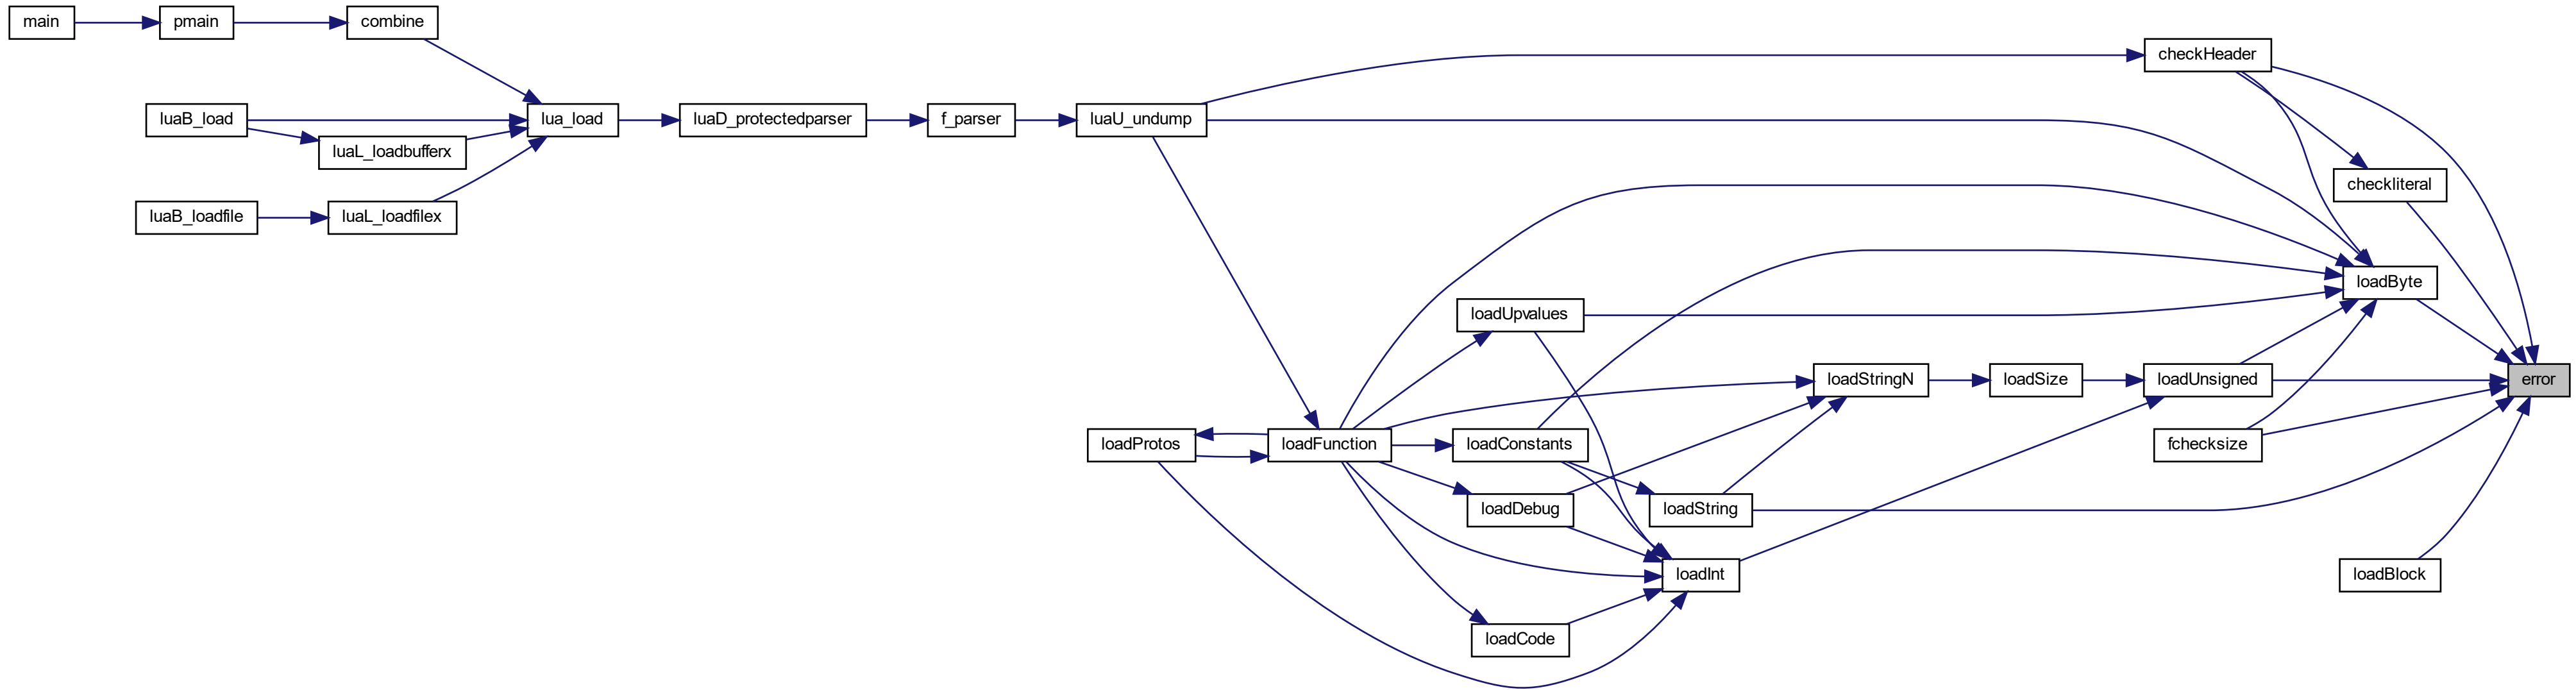 main
pmain
combine
luaB_load
luaL_loadbufferx
luaB_loadfile
luaL_loadfilex
lua_load
luaD_protectedparser
f_parser
luaU_undump
checkHeader
checkliteral
loadByte
loadUpvalues
loadStringN
loadSize
loadUnsigned
error
loadProtos
loadFunction
loadConstants
fchecksize
loadDebug
loadString
loadInt
loadBlock
loadCode